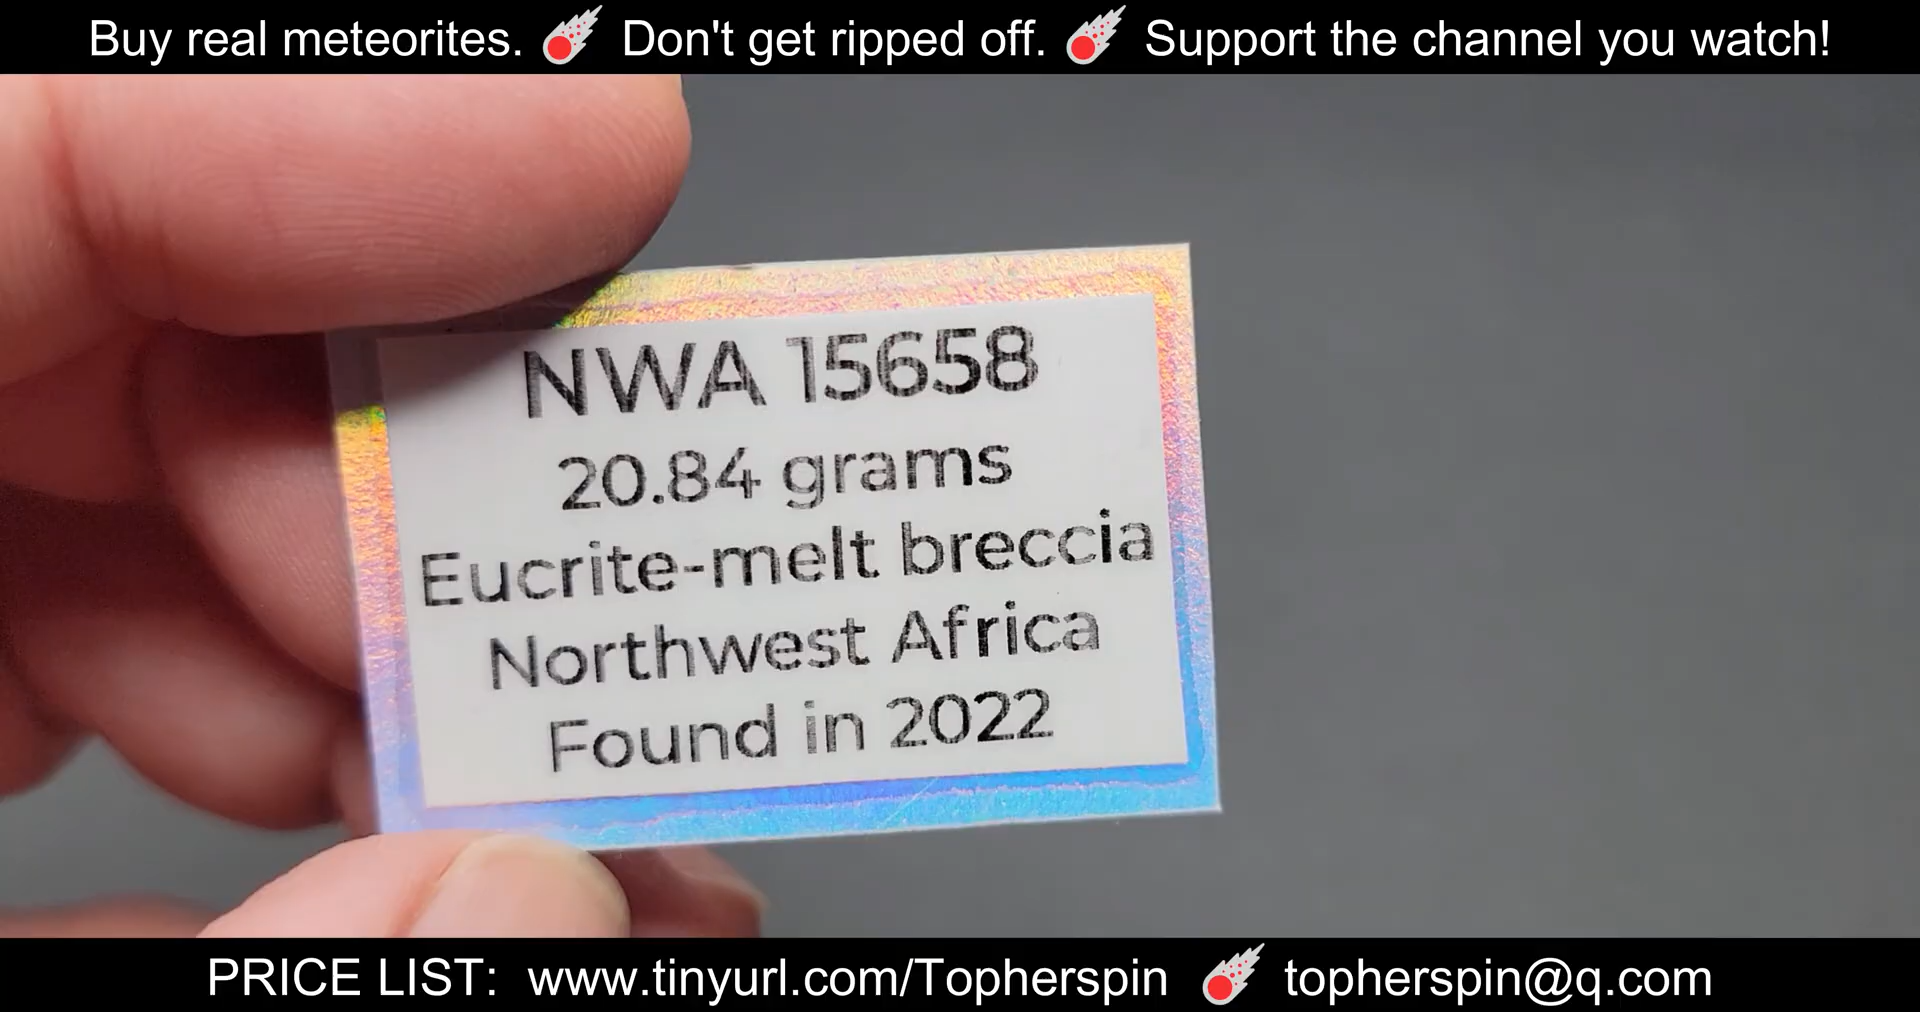 Buy real meteorites. Don't get ripped off. Support the channel you watch!
NWA 15658
20.84 grams
Eucrite-melt breccia
Northwest Africa
Found in 2022
PRICE LIST: www.tinyurl.com/Topherspin topherspin@q.com